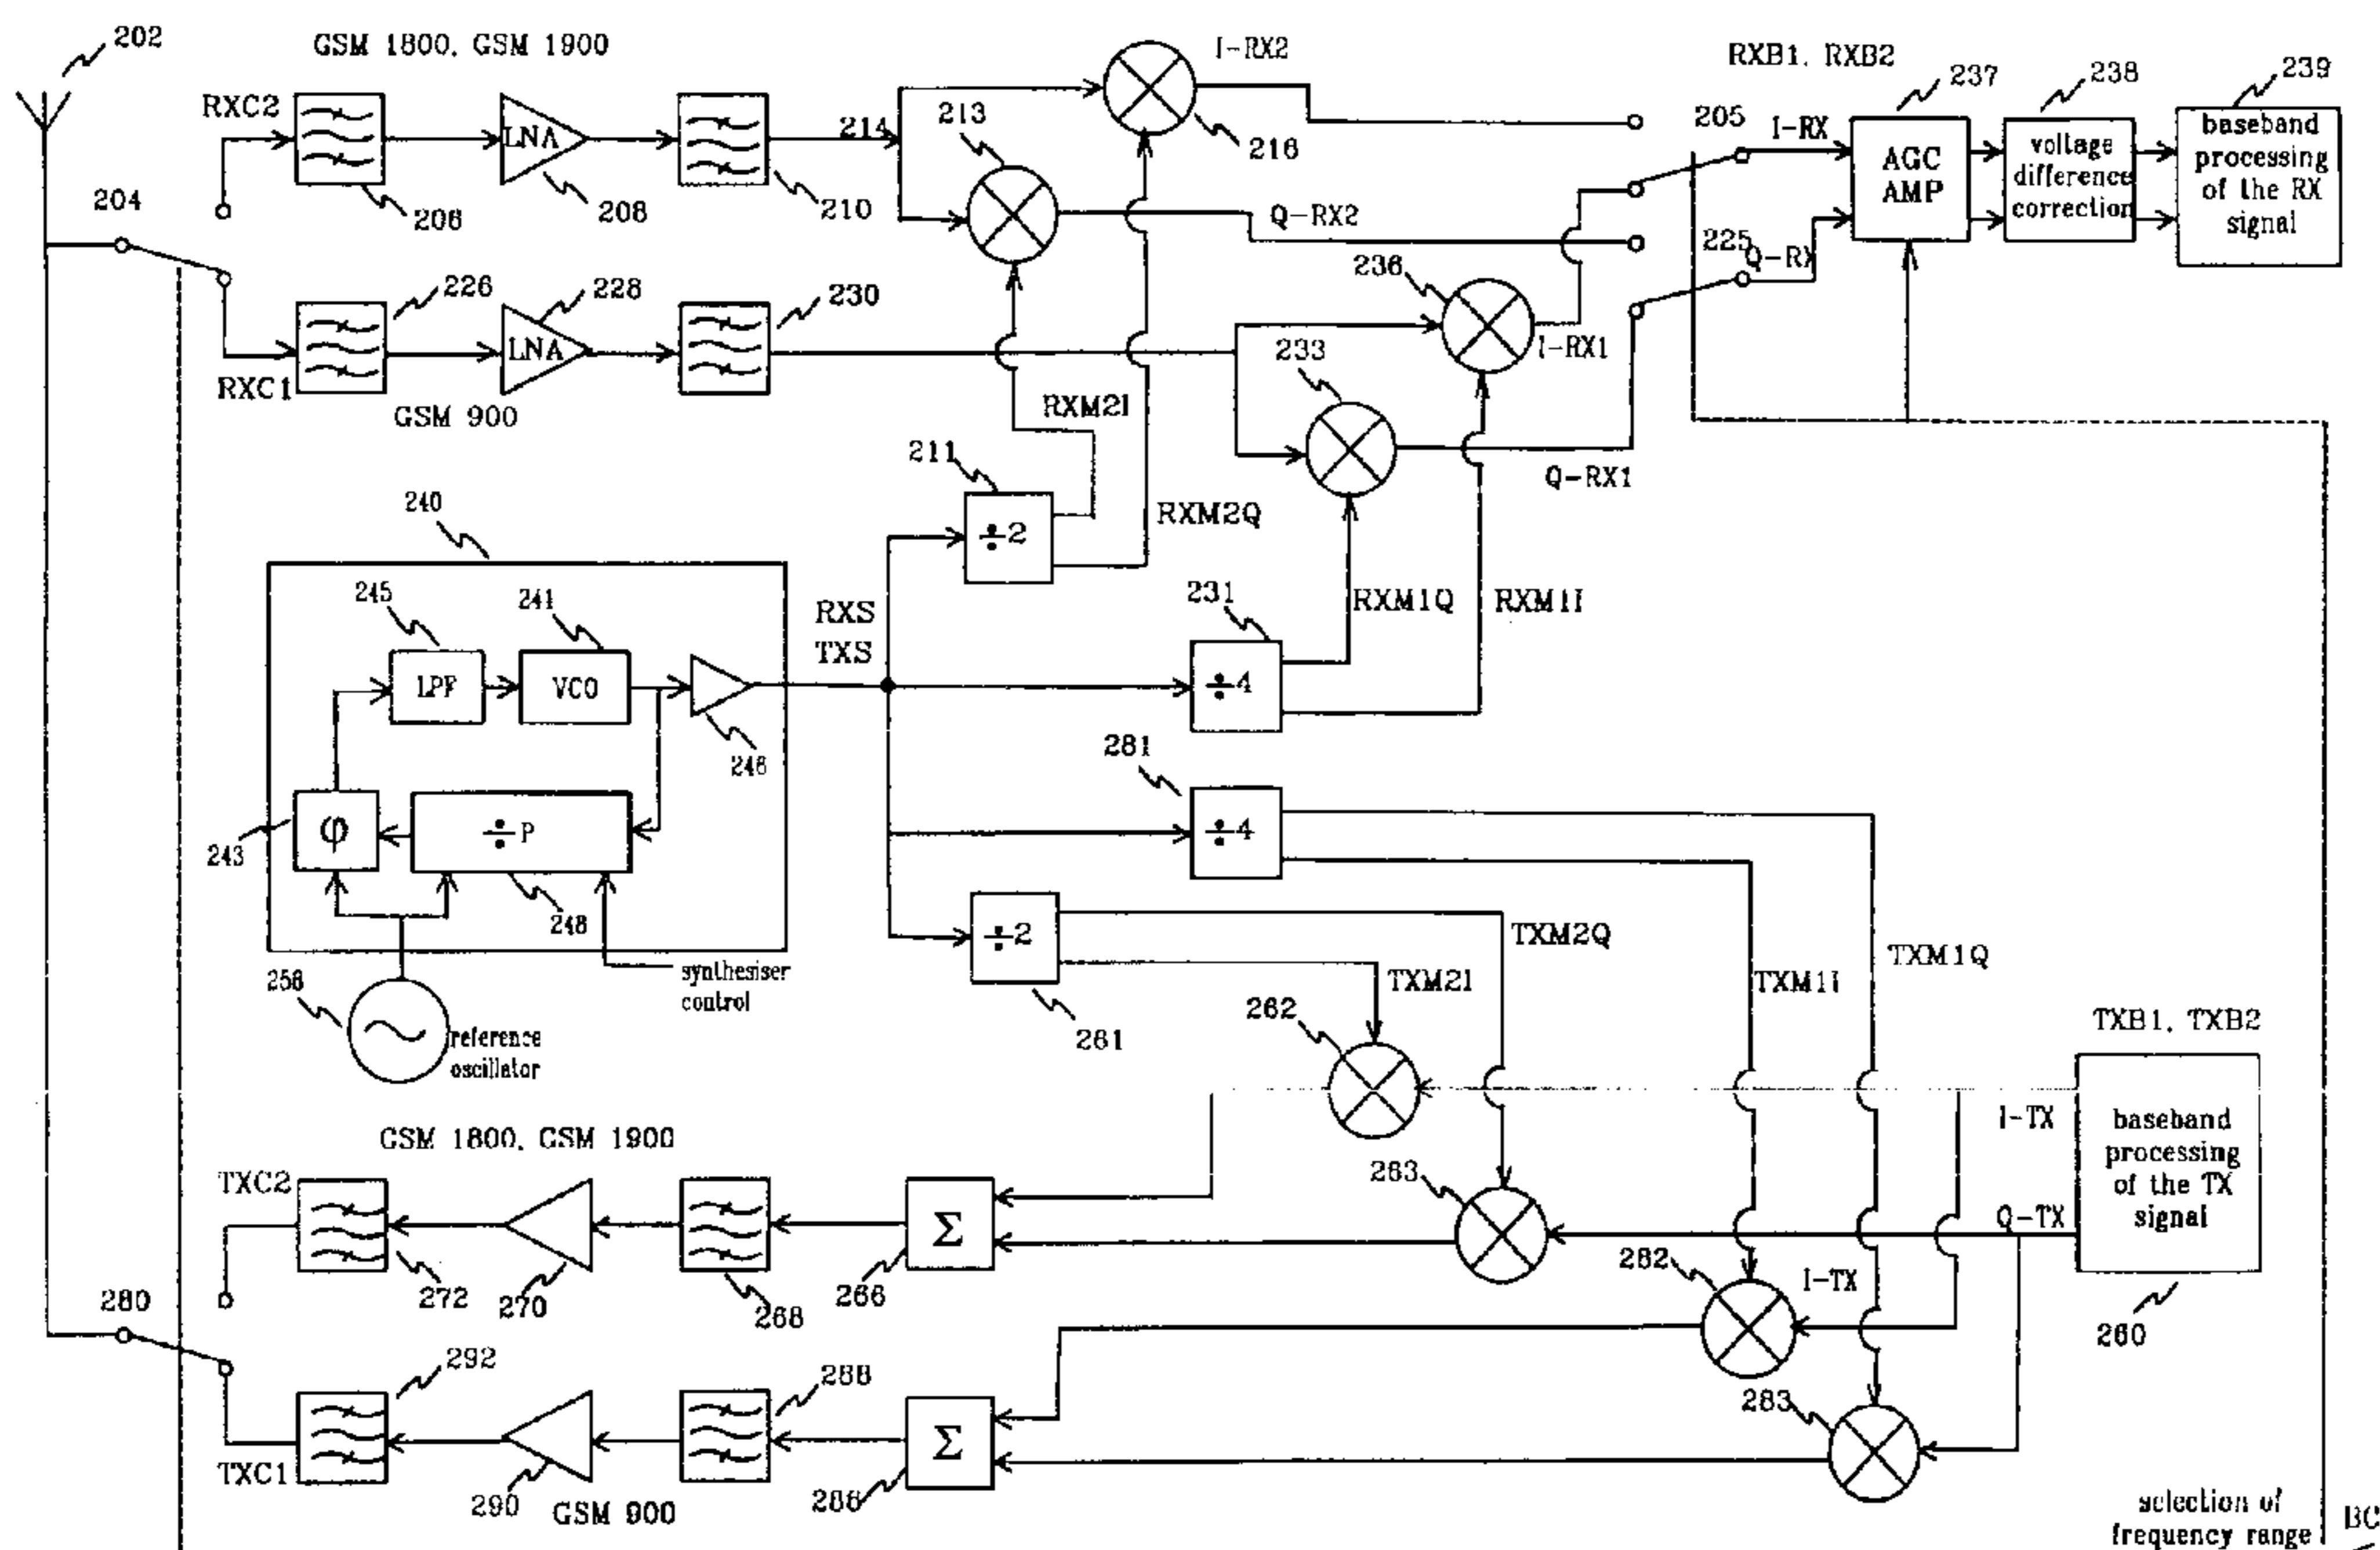 202
GSM 1800, GSM 1900
I-RX2
RXB1, RXB2
237
238
239
RXC2
LNA
214
213
216
205
I-RX
AGC
AMP
voltage
difference
correction
baseband
processing
of the RX
signal
204
206
208
210
Q-RX2
225
Q-RX
226
228
230
236
RXC1
LNA
GSM 900
233
I-RX1
RXM2I
211
Q-RX1
240
÷2
RXM2Q
245
241
RXS
TXS
231
RXM1Q
RXM1I
LPF
VCO
÷4
246
281
243
φ
÷P
÷4
248
÷2
TXM2Q
TXM1Q
256
synthesiser
control
TXM2I
TXM1I
reference
oscillator
261
262
TXB1, TXB2
GSM 1800, GSM 1900
I-TX
baseband
processing
of the TX
signal
TXC2
263
Q-TX
Σ
282
I-TX
280
272
270
268
266
260
292
288
283
TXC1
290
Σ
286
GSM 900
selection of
frequency range
BC